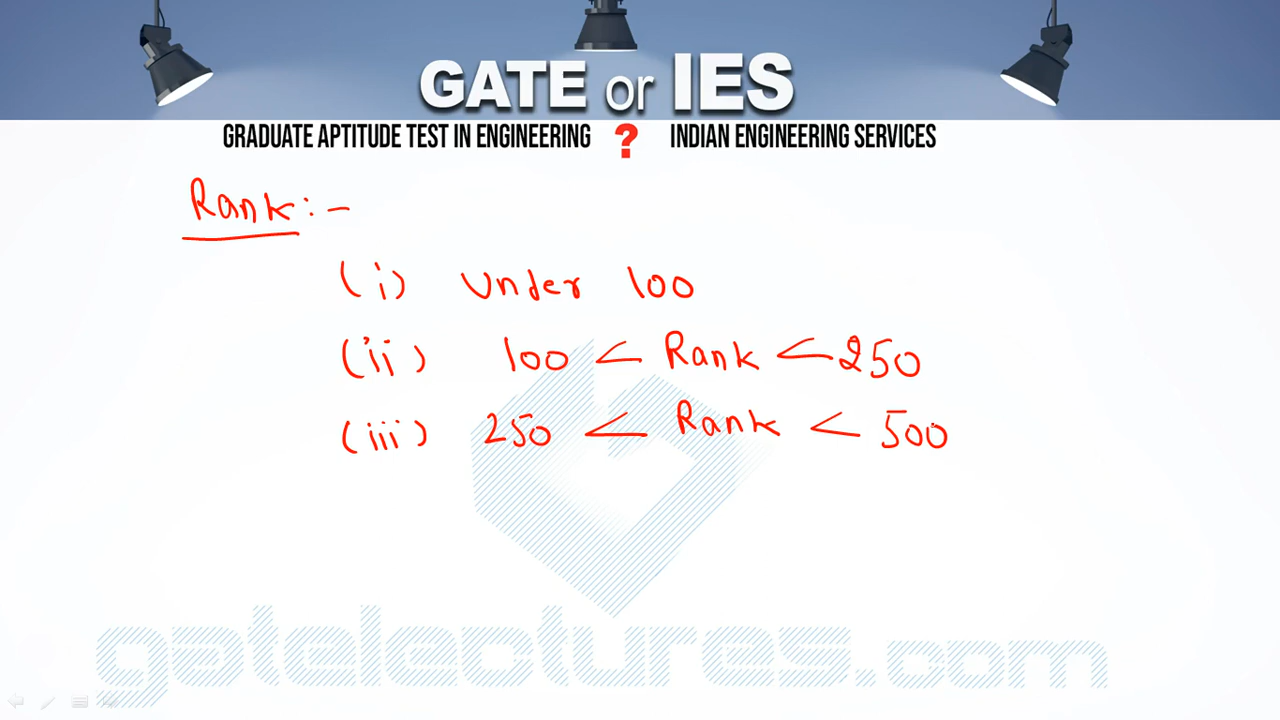 GATE or IES
GRADUATE APTITUDE TEST IN ENGINEERING ? INDIAN ENGINEERING SERVICES
Rank:-
(i) Under 100
(ii) 100 < Rank < 250
(iii) 250 < Rank < 500
gatelectures.com